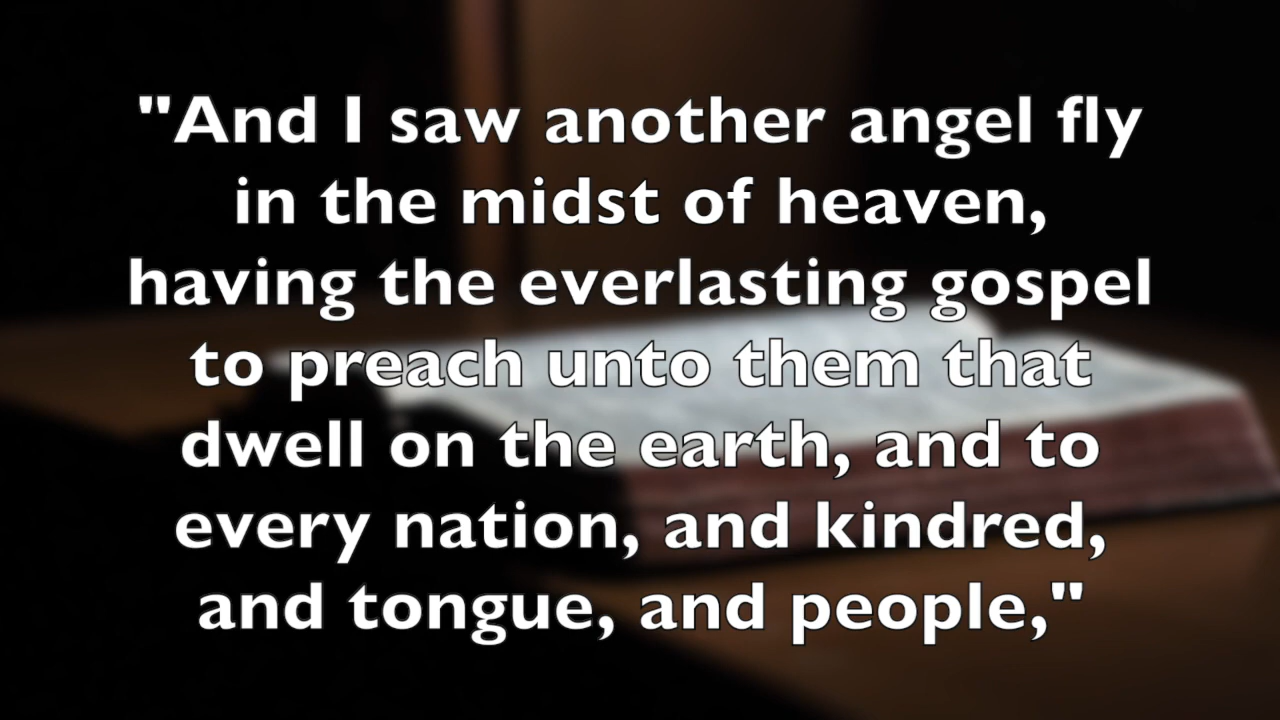 "And I saw another angel fly
in the midst of heaven,
having the everlasting gospel
to preach unto them that
dwell on the earth, and to
every nation, and kindred,
and tongue, and people,"